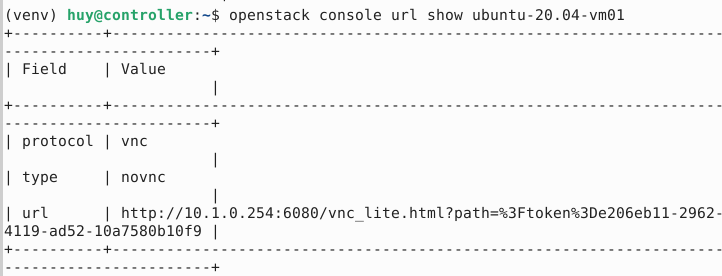 (venv) huy@controller:~$ openstack console url show ubuntu-20.04-vm01
+----------+-----------------------------------------------------------------------------
-----------------------+
| Field    | Value
                       |
+----------+-----------------------------------------------------------------------------
-----------------------+
| protocol | vnc
                       |
| type     | novnc
                       |
| url      | http://10.1.0.254:6080/vnc_lite.html?path=%3Ftoken%3De206eb11-2962-
4119-ad52-10a7580b10f9 |
+----------+-----------------------------------------------------------------------------
-----------------------+